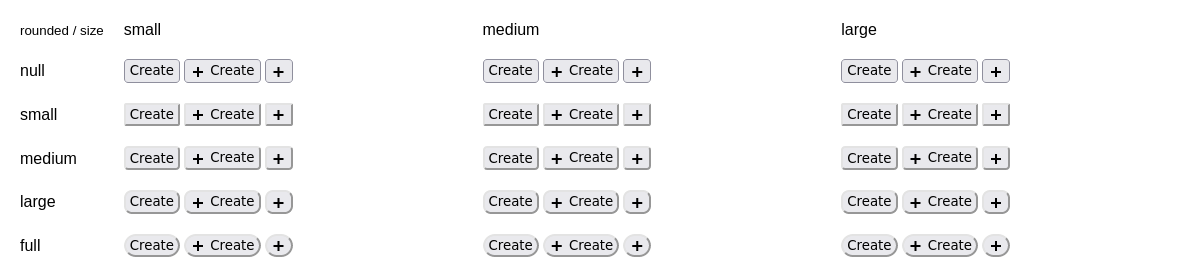 rounded / size small medium large
null Create + Create + Create + Create + Create + Create +
small Create + Create + Create + Create + Create + Create +
medium Create + Create + Create + Create + Create + Create +
large Create + Create + Create + Create + Create + Create +
full Create + Create + Create + Create + Create + Create +